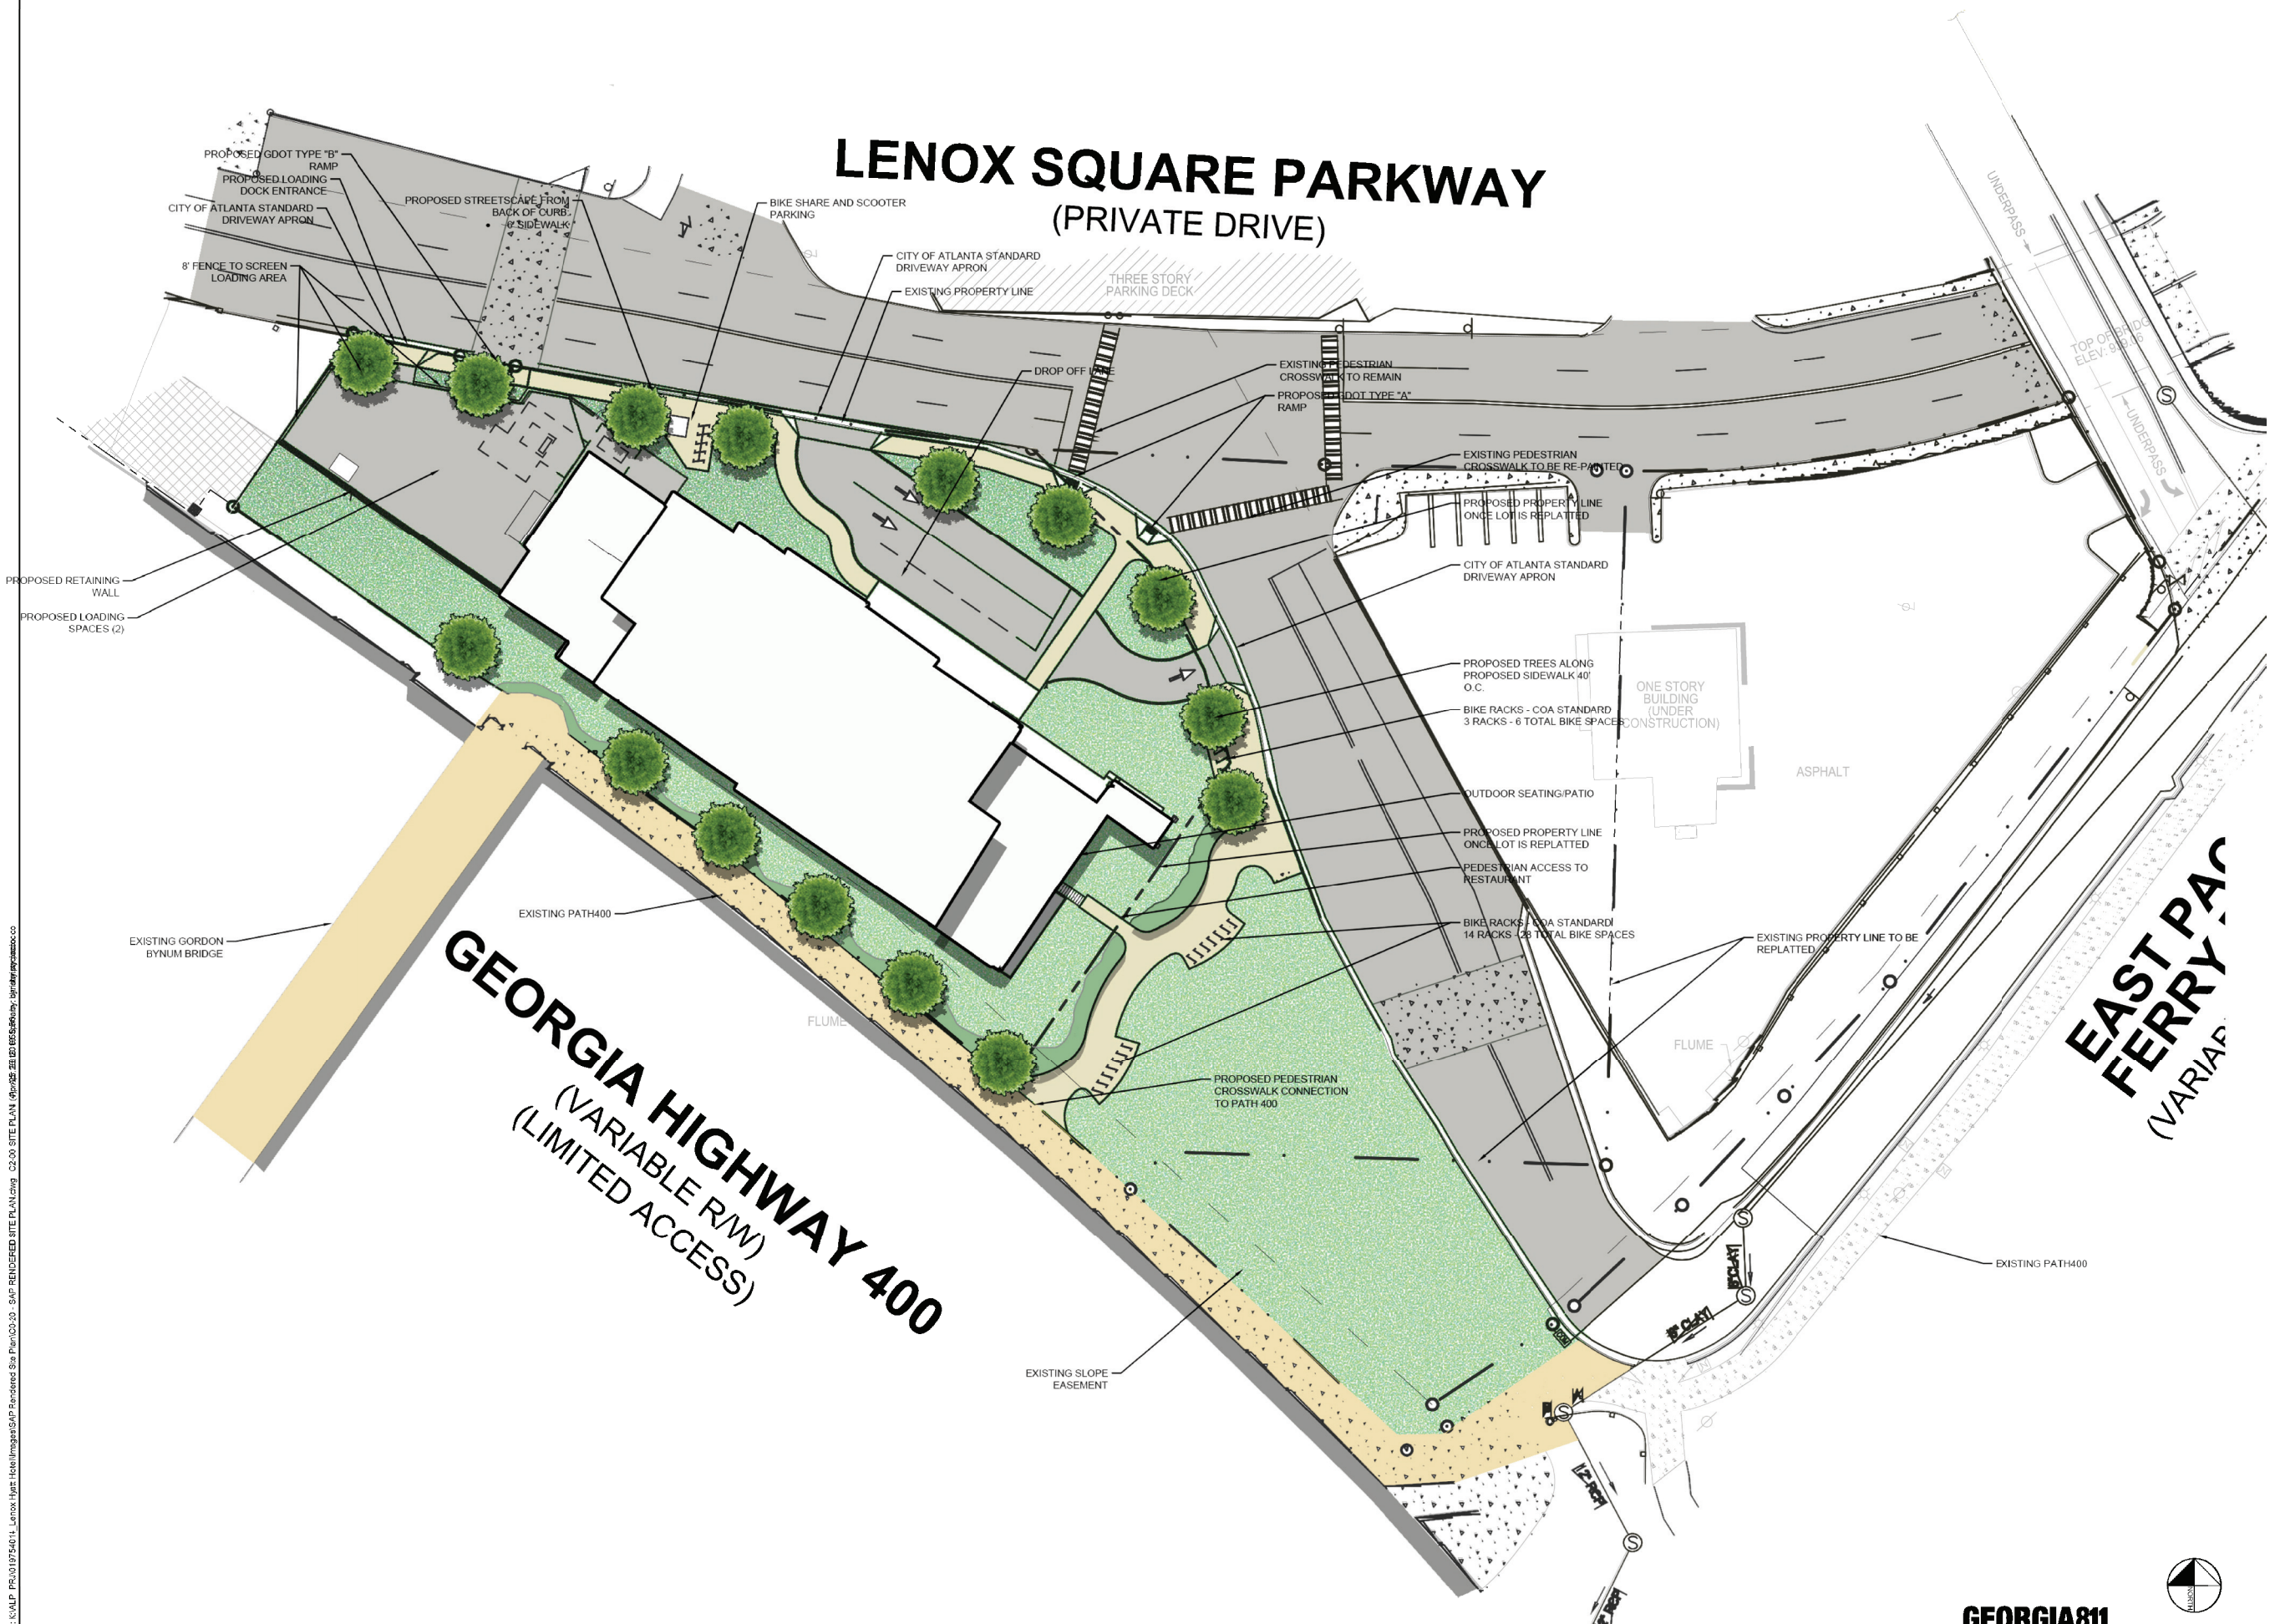 LENOX SQUARE PARKWAY
(PRIVATE DRIVE)
PROPOSED GDOT TYPE "B"
RAMP
PROPOSED LOADING
DOCK ENTRANCE
CITY OF ATLANTA STANDARD
DRIVEWAY APRON
8' FENCE TO SCREEN
LOADING AREA
PROPOSED STREETSCAPE FROM
BACK OF CURB:
6' SIDEWALK
BIKE SHARE AND SCOOTER
PARKING
CITY OF ATLANTA STANDARD
DRIVEWAY APRON
EXISTING PROPERTY LINE
THREE STORY
PARKING DECK
DROP OFF LANE
EXISTING PEDESTRIAN
CROSSWALK TO REMAIN
PROPOSED GDOT TYPE "A"
RAMP
EXISTING PEDESTRIAN
CROSSWALK TO BE RE-PAINTED
PROPOSED PROPERTY LINE
ONCE LOT IS REPLATTED
CITY OF ATLANTA STANDARD
DRIVEWAY APRON
PROPOSED TREES ALONG
PROPOSED SIDEWALK 40'
O.C.
BIKE RACKS - COA STANDARD
3 RACKS - 6 TOTAL BIKE SPACES
OUTDOOR SEATING/PATIO
PROPOSED PROPERTY LINE
ONCE LOT IS REPLATTED
PEDESTRIAN ACCESS TO
RESTAURANT
BIKE RACKS - COA STANDARD
14 RACKS - 28 TOTAL BIKE SPACES
EXISTING PROPERTY LINE TO BE
REPLATTED
PROPOSED PEDESTRIAN
CROSSWALK CONNECTION
TO PATH 400
UNDERPASS
TOP OF BRIDG
UNDERPASS
ONE STORY
BUILDING
(UNDER
CONSTRUCTION)
ASPHALT
FLUME
PROPOSED RETAINING
WALL
PROPOSED LOADING
SPACES (2)
EXISTING PATH400
EXISTING GORDON
BYNUM BRIDGE
FLUME
GEORGIA HIGHWAY 400
(VARIABLE R/W)
(LIMITED ACCESS)
EXISTING SLOPE
EASEMENT
EAST PAC
FERRY
(VARIAB
EXISTING PATH400
8" CLAY
8" CLAY
12" RCP
S
S
S
S
S
NORTH
GEORGIA811